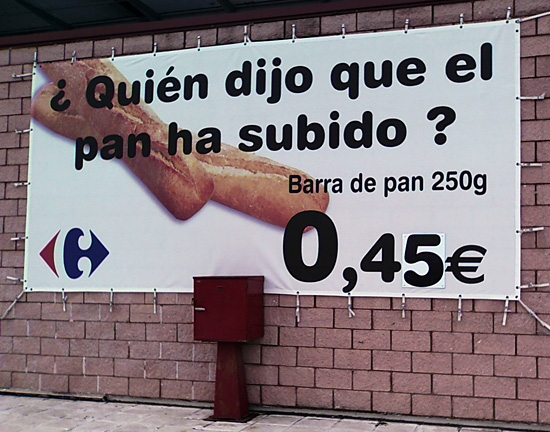 ¿ Quién dijo que el
pan ha subido ?
Barra de pan 250g
0,45€